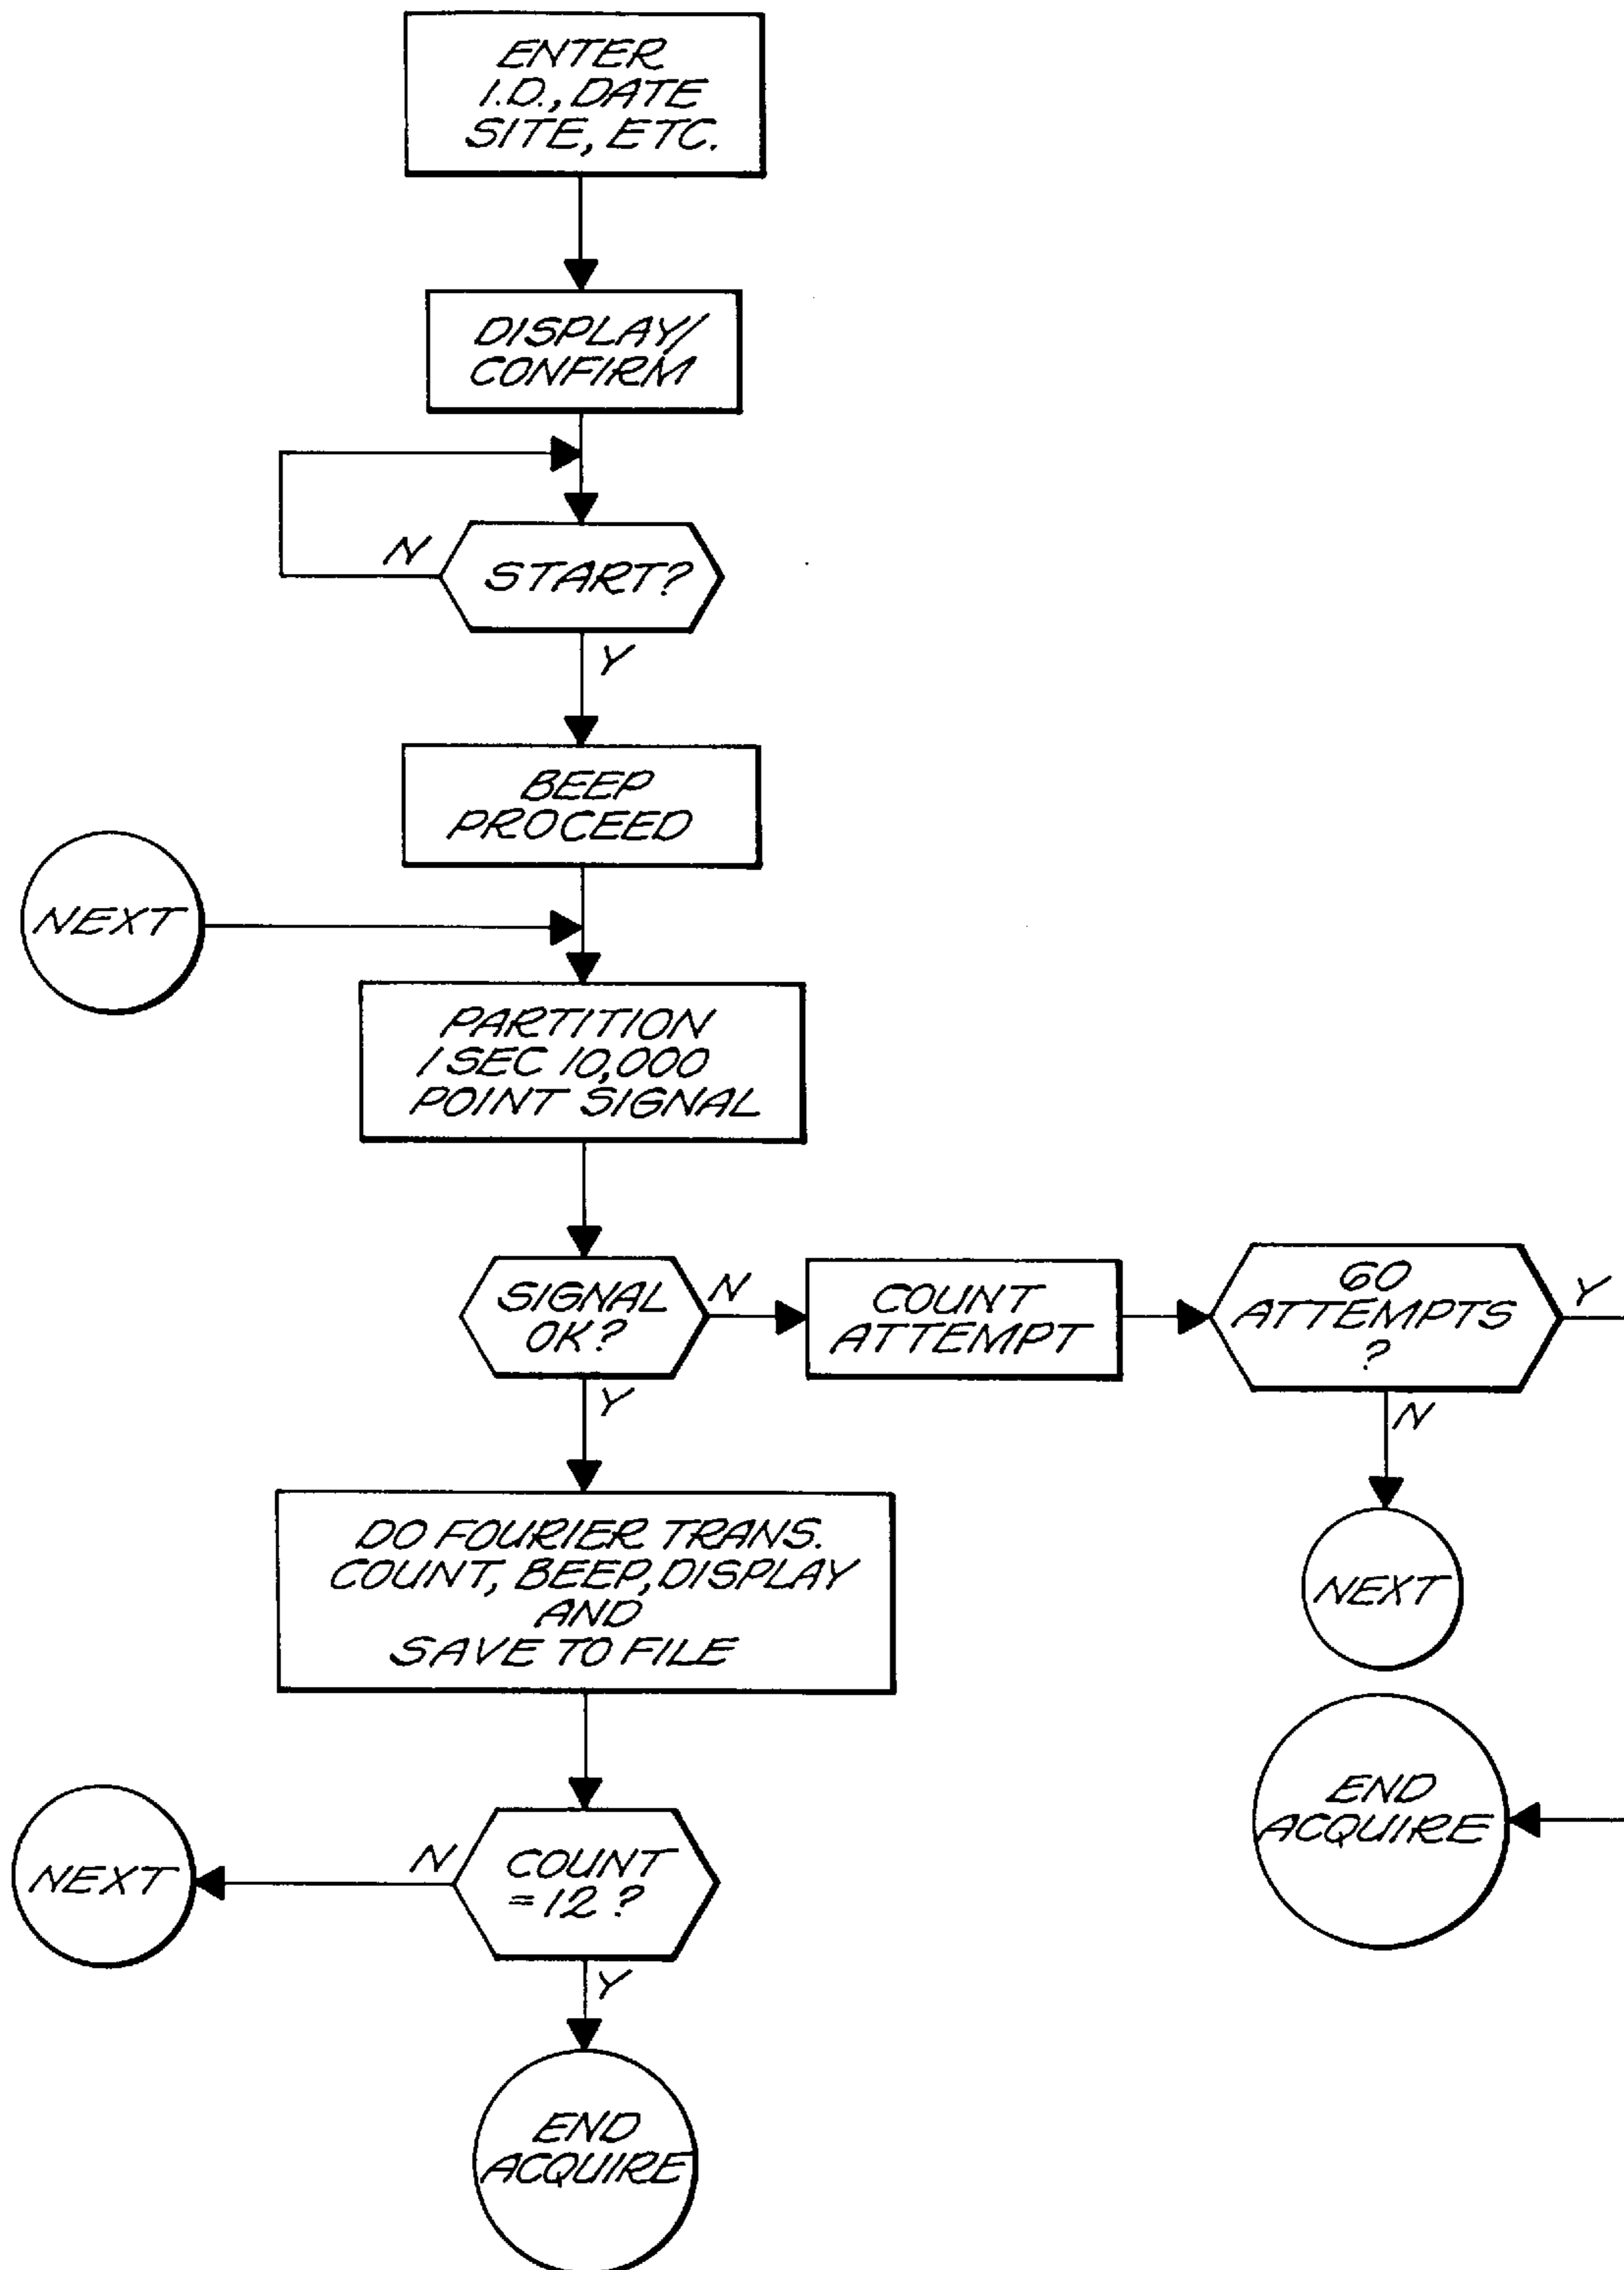 ENTER
I.D., DATE
SITE, ETC.
DISPLAY/
CONFIRM
N
START?
Y
BEEP
PROCEED
NEXT
PARTITION
1 SEC 10,000
POINT SIGNAL
SIGNAL
OK?
N
COUNT
ATTEMPT
60
ATTEMPTS
?
Y
Y
N
NEXT
DO FOURIER TRANS.
COUNT, BEEP, DISPLAY
AND
SAVE TO FILE
END
ACQUIRE
NEXT
N
COUNT
=12?
Y
END
ACQUIRE